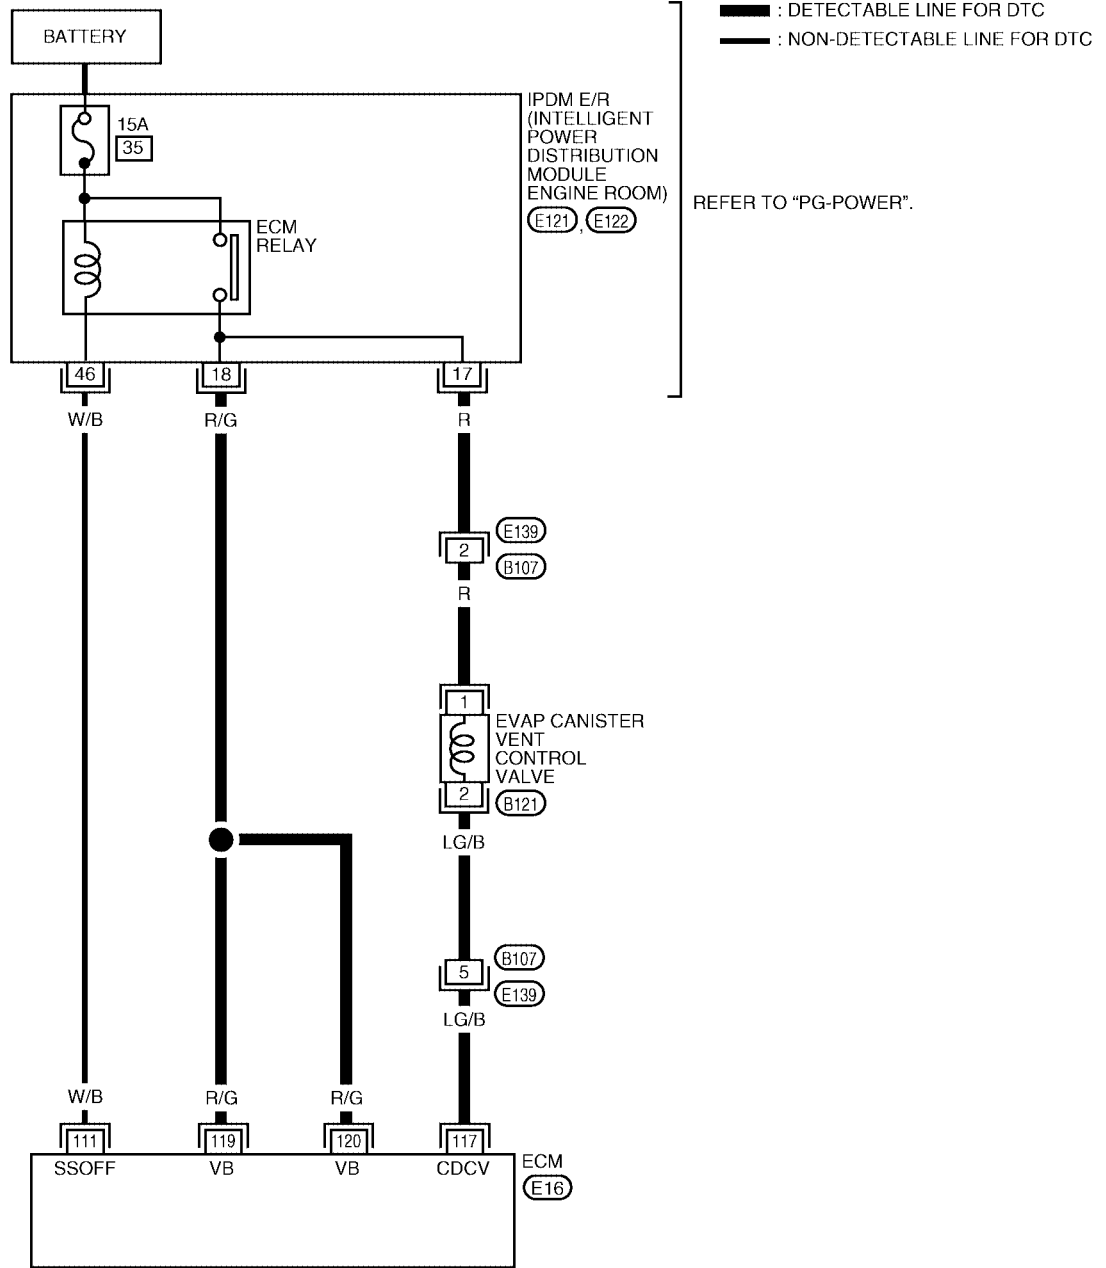 : DETECTABLE LINE FOR DTC
: NON-DETECTABLE LINE FOR DTC
BATTERY
IPDM E/R
(INTELLIGENT
POWER
DISTRIBUTION
MODULE
ENGINE ROOM)
E121 , E122
15A
35
REFER TO “PG-POWER”.
ECM
RELAY
46 18 17
W/B R/G R
E139
2
B107
R
1
EVAP CANISTER
VENT
CONTROL
VALVE
2
B121
LG/B
B107
5
E139
LG/B
W/B R/G R/G
111 119 120 117
SSOFF VB VB CDCV
ECM
E16